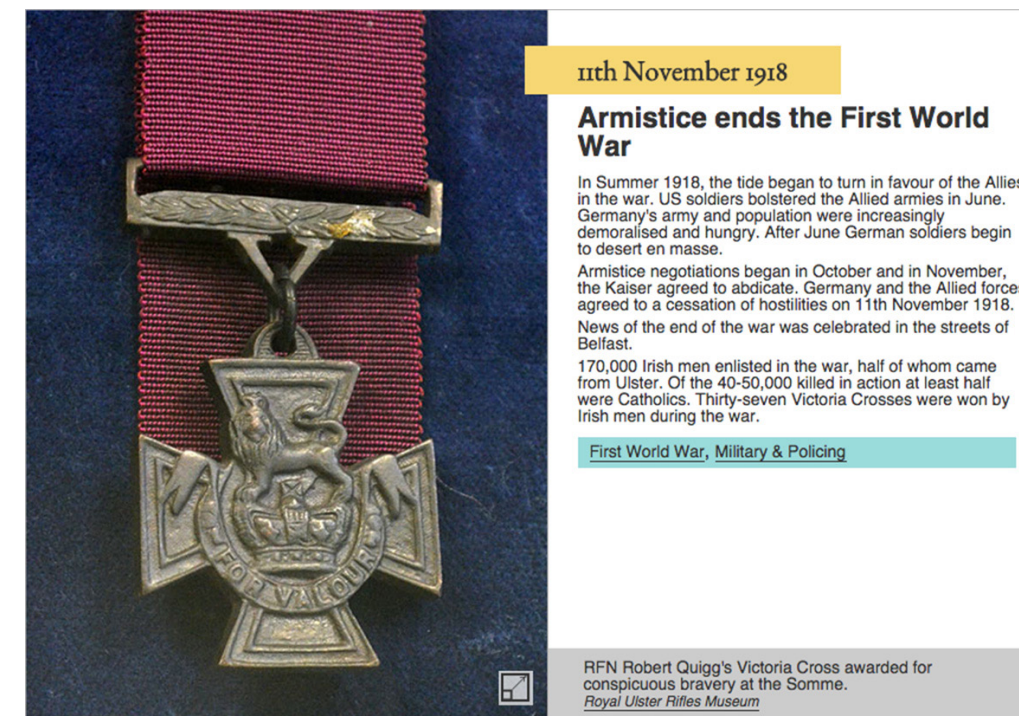 11th November 1918
Armistice ends the First World
War
In Summer 1918, the tide began to turn in favour of the Allies
in the war. US soldiers bolstered the Allied armies in June.
Germany's army and population were increasingly
demoralised and hungry. After June German soldiers begin
to desert en masse.
Armistice negotiations began in October and in November,
the Kaiser agreed to abdicate. Germany and the Allied forces
agreed to a cessation of hostilities on 11th November 1918.
News of the end of the war was celebrated in the streets of
Belfast.
170,000 Irish men enlisted in the war, half of whom came
from Ulster. Of the 40-50,000 killed in action at least half
were Catholics. Thirty-seven Victoria Crosses were won by
Irish men during the war.
First World War, Military & Policing
FOR VALOUR
RFN Robert Quigg's Victoria Cross awarded for
conspicuous bravery at the Somme.
Royal Ulster Rifles Museum